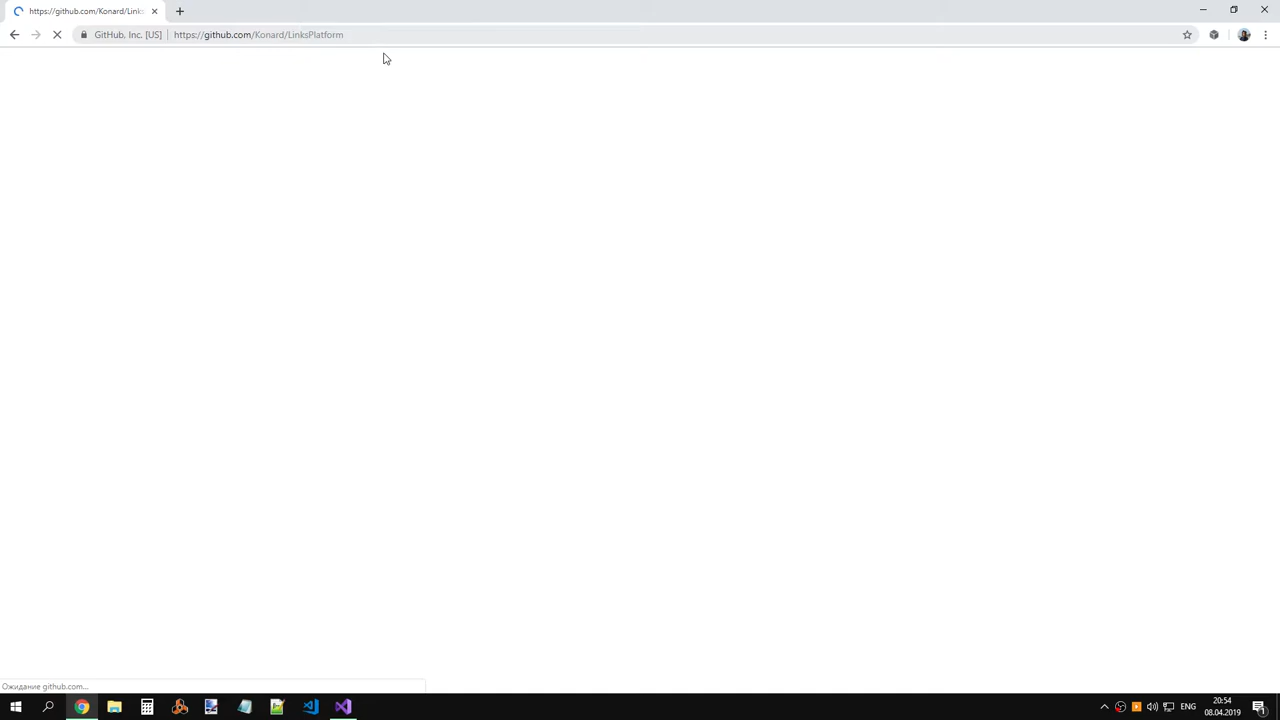 https://github.com/Konard/Links
GitHub, Inc. [US] https://github.com/Konard/LinksPlatform
Ожидание github.com...
ENG
20:54
08.04.2019
1